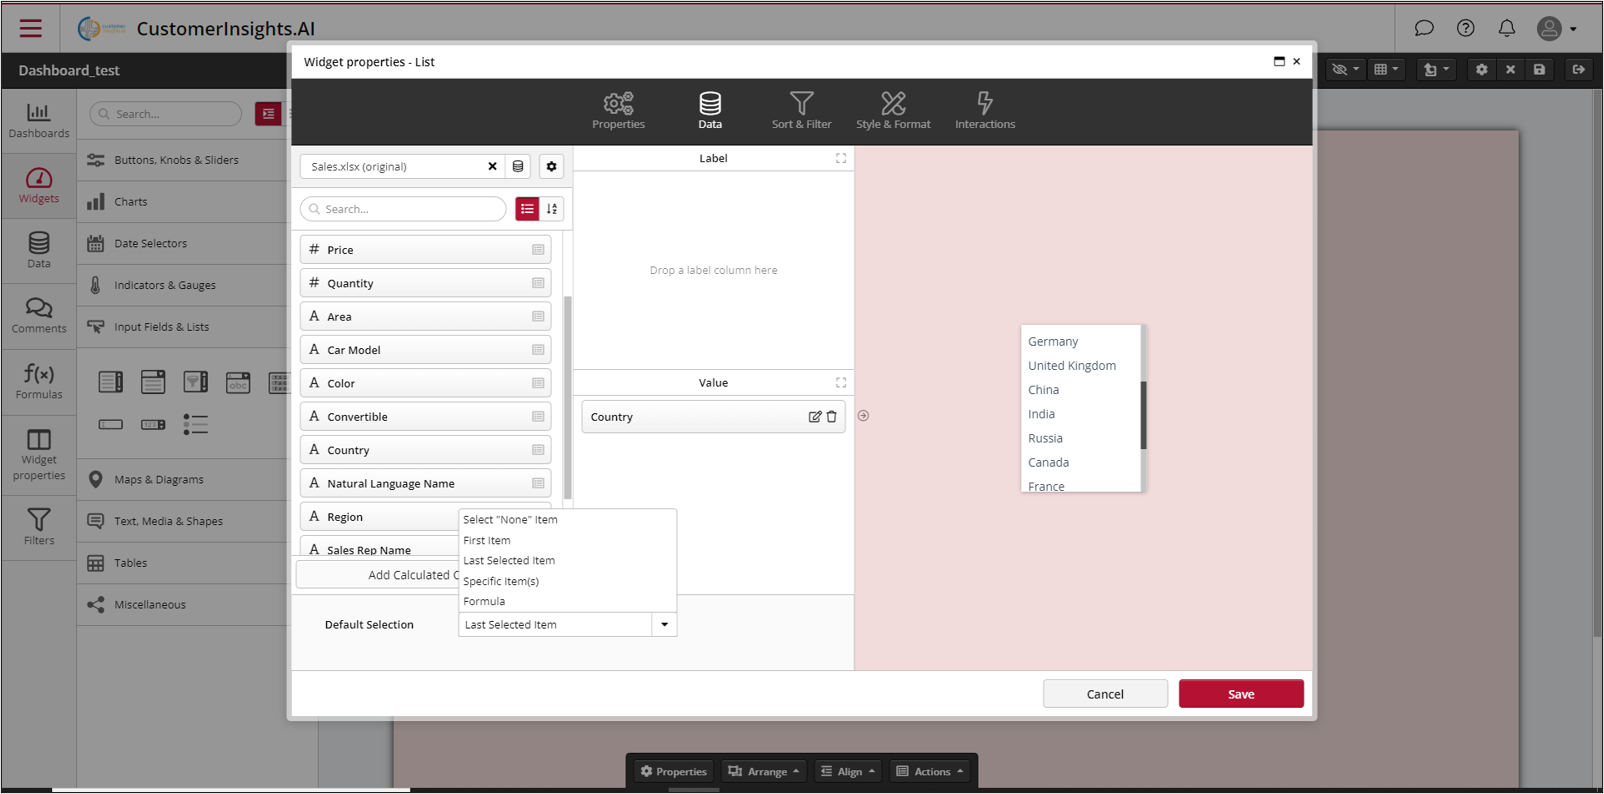 CustomerInsights.AI
Dashboard_test
Widget properties - List
Properties
Data
Sort & Filter
Style & Format
Interactions
Dashboards
Widgets
Data
Comments
f(x)
Formulas
Widget
properties
Filters
Search...
Buttons, Knobs & Sliders
Charts
Date Selectors
Indicators & Gauges
Input Fields & Lists
abc
Maps & Diagrams
Text, Media & Shapes
Tables
Miscellaneous
Sales.xlsx (original)
Search...
# Price
# Quantity
A Area
A Car Model
A Color
A Convertible
A Country
A Natural Language Name
A Region
A Sales Rep Name
Add Calculated C
Label
Drop a label column here
Value
Country
Select "None" Item
First Item
Last Selected Item
Specific Item(s)
Formula
Default Selection
Last Selected Item
Germany
United Kingdom
China
India
Russia
Canada
France
Cancel
Save
Properties
Arrange
Align
Actions